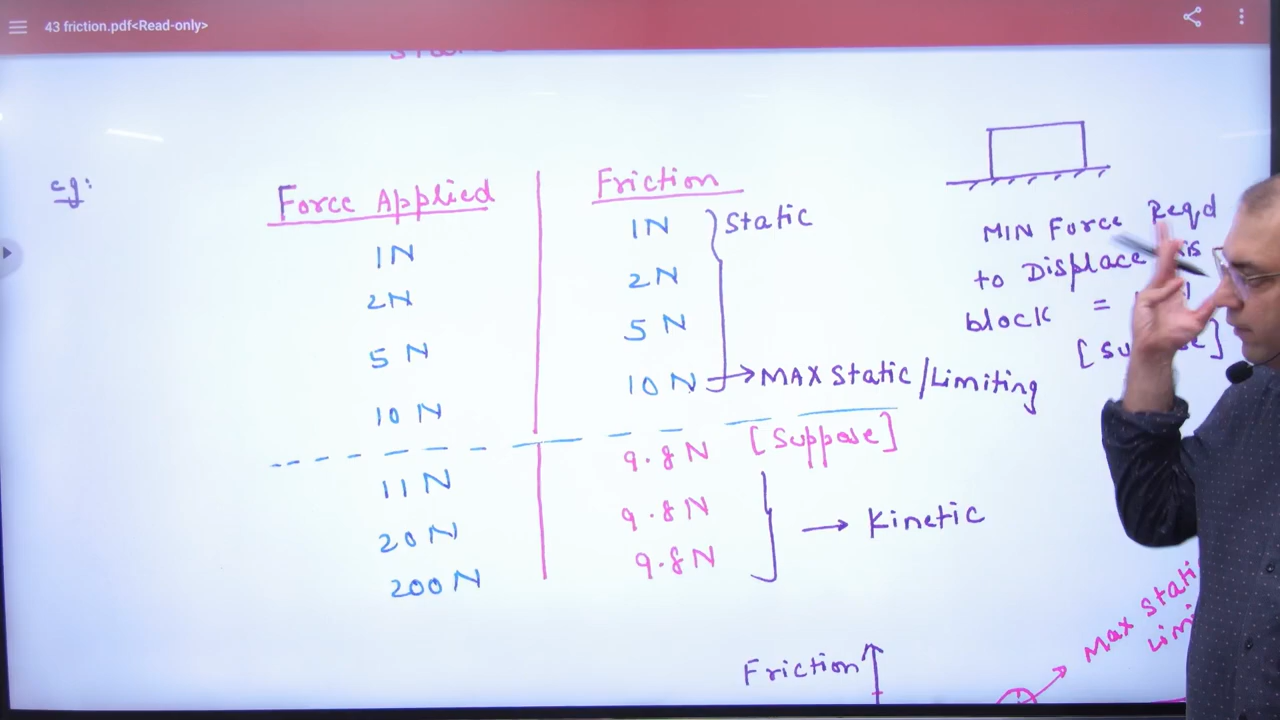 43 friction.pdf<Read-only>
eg:
Force Applied Friction
1N 1N Static
2N 2N
5 N 5 N
10 N 10 N → MAX Static /Limiting
11 N 9.8 N [Suppose]
20 N 9.8 N → Kinetic
200 N 9.8 N
MIN Force Reqd
to Displace
block =
Friction
Max